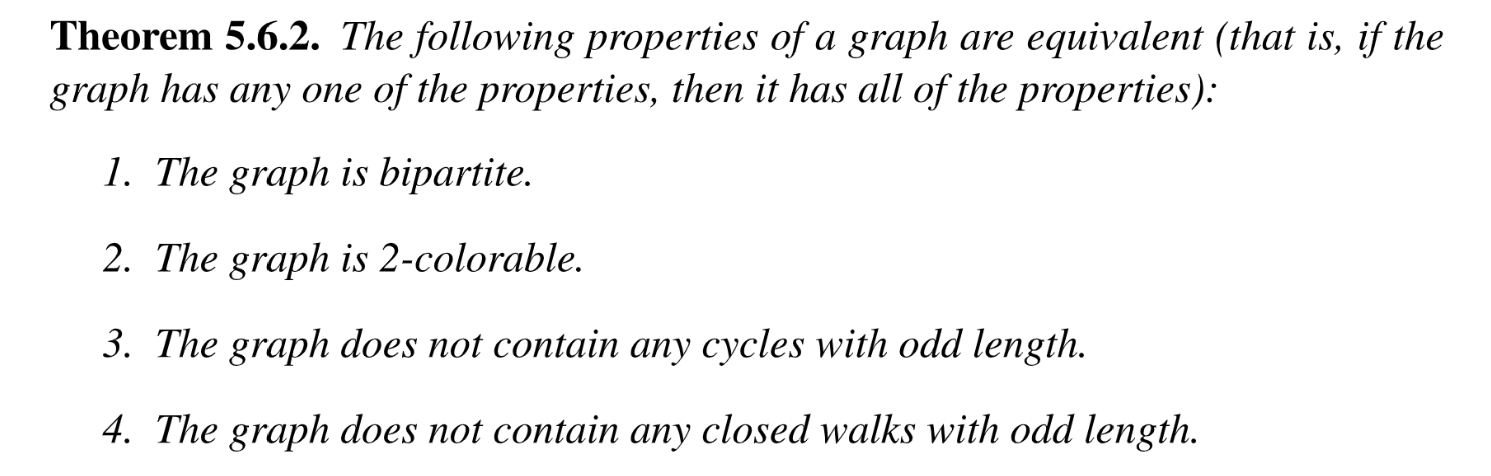 Theorem 5.6.2. The following properties of a graph are equivalent (that is, if the
graph has any one of the properties, then it has all of the properties):
1. The graph is bipartite.
2. The graph is 2-colorable.
3. The graph does not contain any cycles with odd length.
4. The graph does not contain any closed walks with odd length.